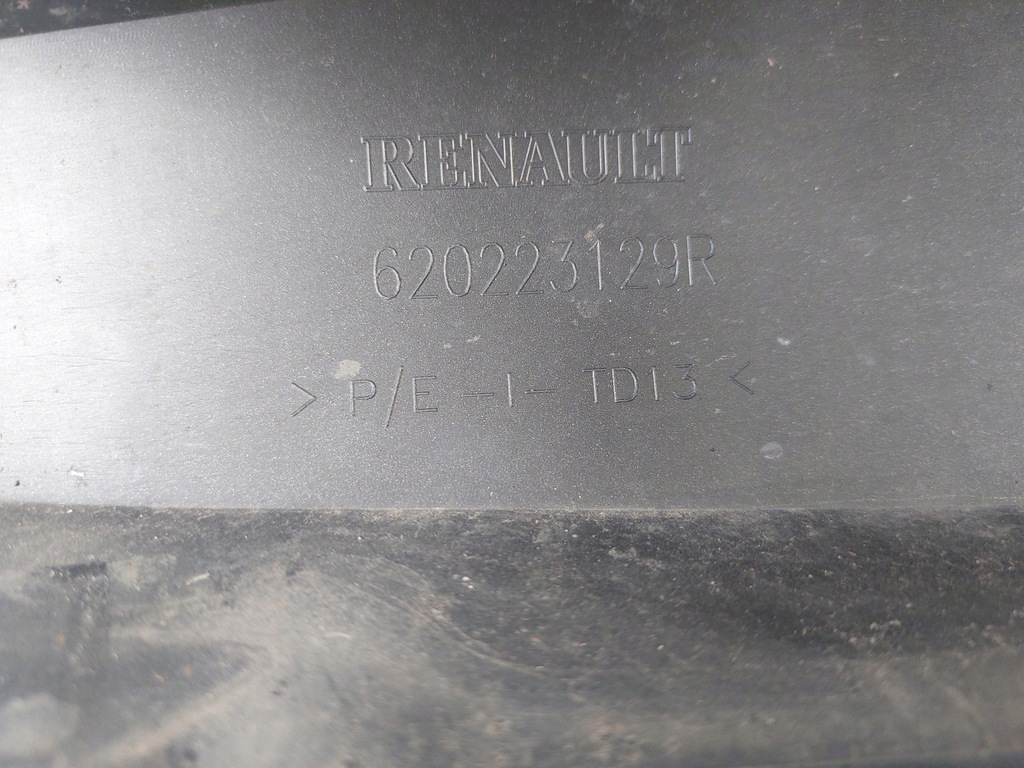 RENAULT
620223129R
> P/E -I- TD13 <